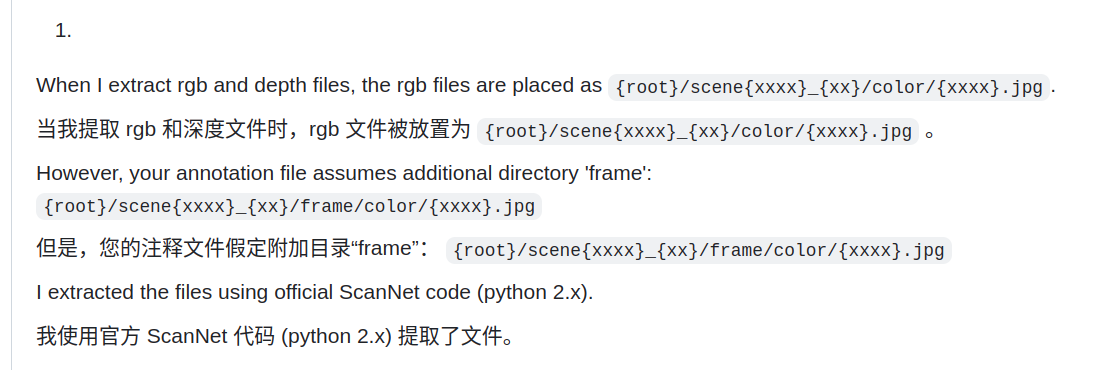 1.
When I extract rgb and depth files, the rgb files are placed as {root}/scene{xxxx}_{xx}/color/{xxxx}.jpg.
当我提取 rgb 和深度文件时，rgb 文件被放置为 {root}/scene{xxxx}_{xx}/color/{xxxx}.jpg 。
However, your annotation file assumes additional directory 'frame':
{root}/scene{xxxx}_{xx}/frame/color/{xxxx}.jpg
但是，您的注释文件假定附加目录“frame”： {root}/scene{xxxx}_{xx}/frame/color/{xxxx}.jpg
I extracted the files using official ScanNet code (python 2.x).
我使用官方 ScanNet 代码 (python 2.x) 提取了文件。